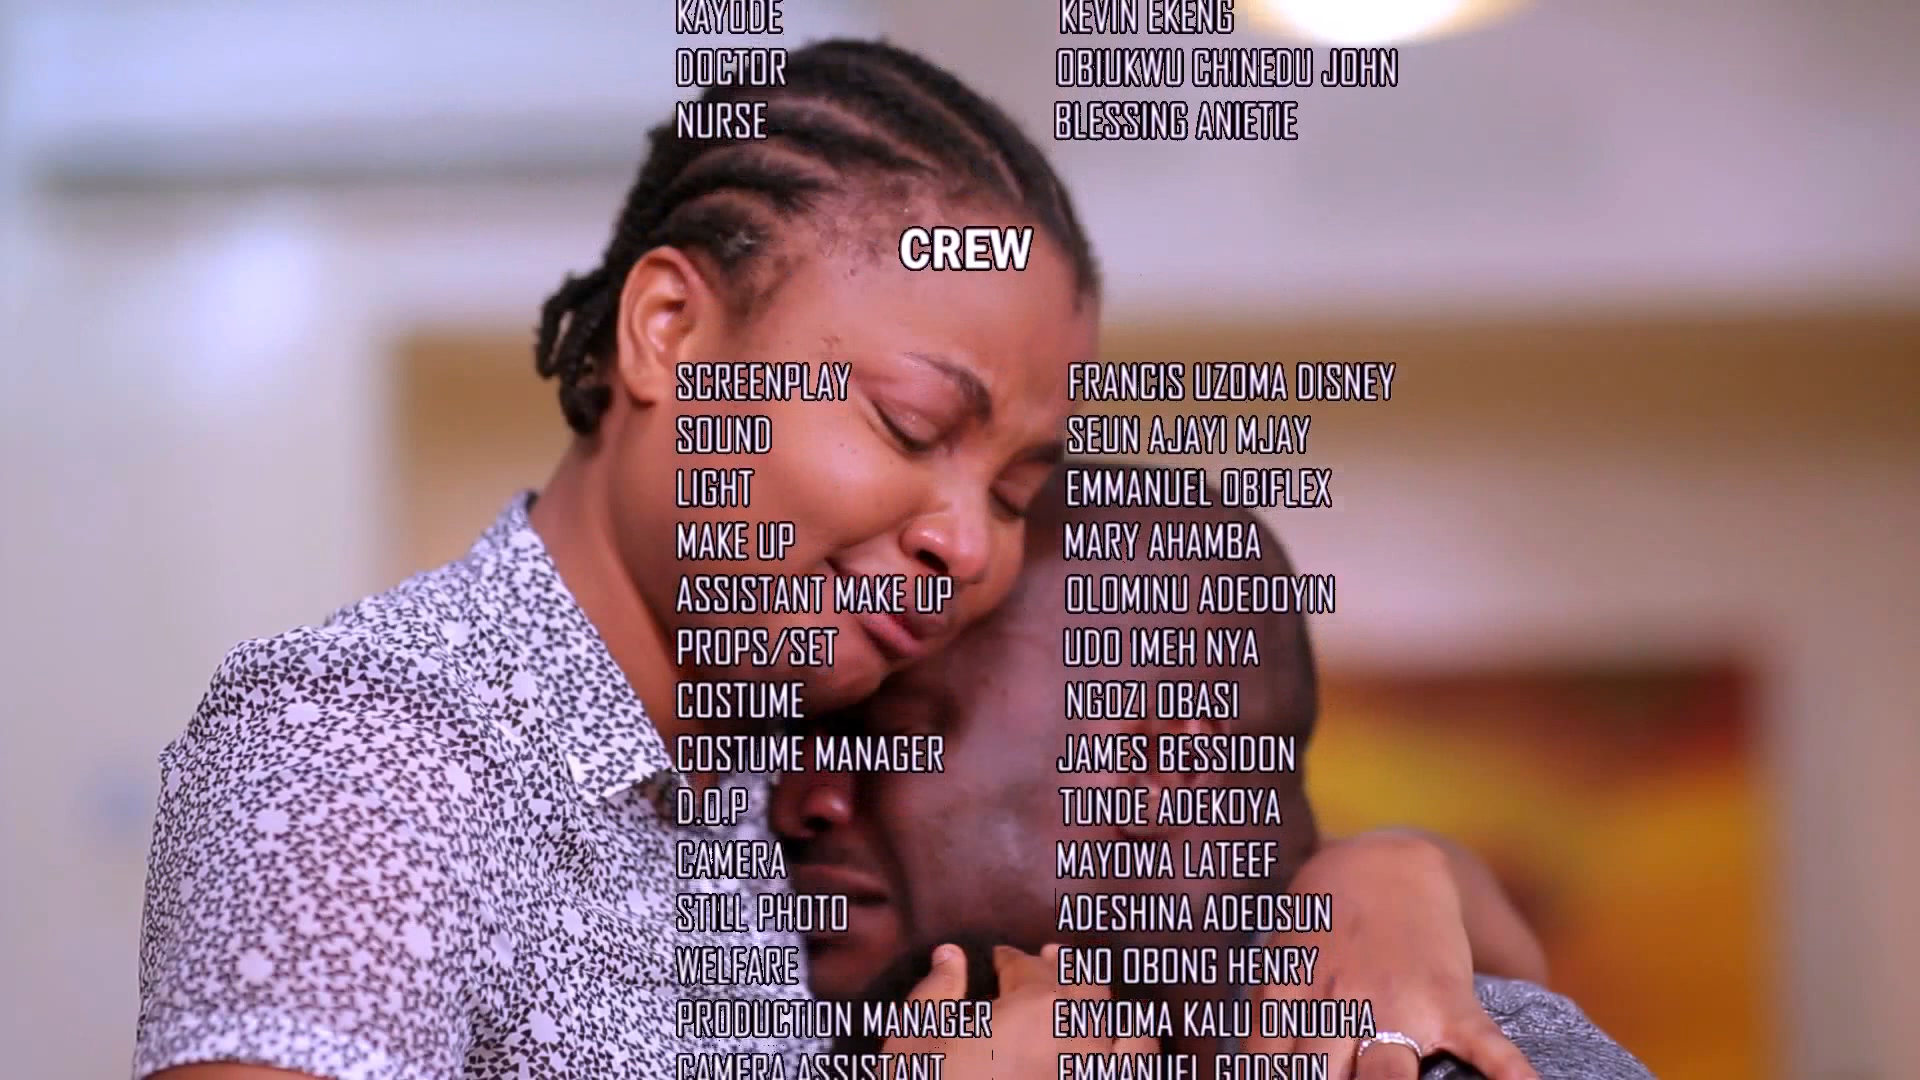 KAYODE KEVIN EKENG
DOCTOR OBIUKWU CHINEDU JOHN
NURSE BLESSING ANIETIE
CREW
SCREENPLAY FRANCIS UZOMA DISNEY
SOUND SEUN AJAYI MJAY
LIGHT EMMANUEL OBIFLEX
MAKE UP MARY AHAMBA
ASSISTANT MAKE UP OLOMINU ADEDOYIN
PROPS/SET UDO IMEH NYA
COSTUME NGOZI OBASI
COSTUME MANAGER JAMES BESSIDON
D.O.P TUNDE ADEKOYA
CAMERA MAYOWA LATEEF
STILL PHOTO ADESHINA ADEOSUN
WELFARE ENO OBONG HENRY
PRODUCTION MANAGER ENYIOMA KALU ONUOHA
CAMERA ASSISTANT EMMANUEL GODSON